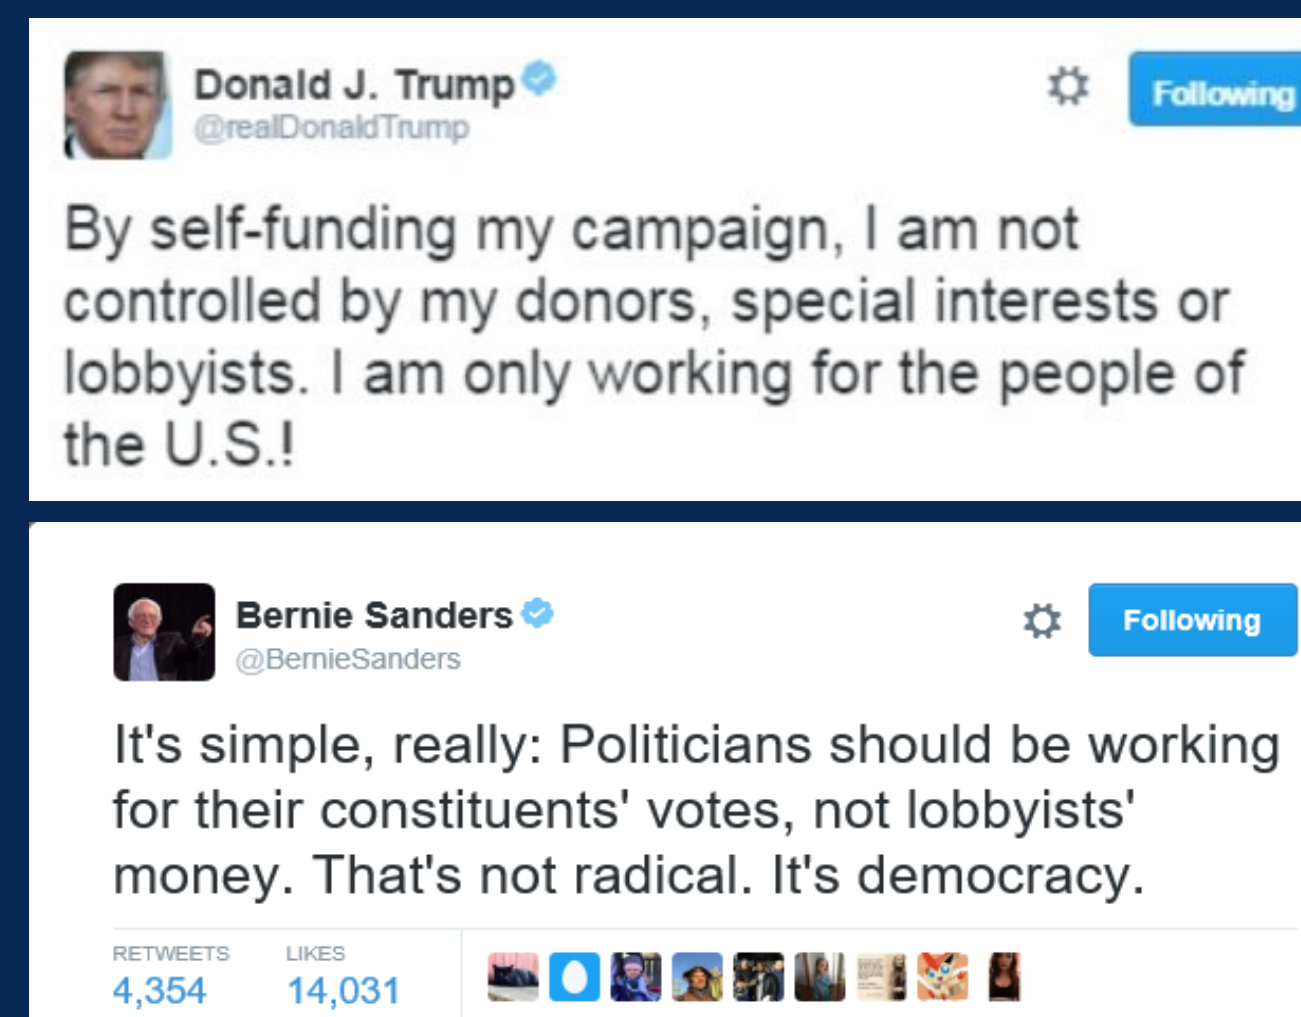 Donald J. Trump
@realDonaldTrump
Following
By self-funding my campaign, I am not
controlled by my donors, special interests or
lobbyists. I am only working for the people of
the U.S.!
Bernie Sanders
@BernieSanders
Following
It's simple, really: Politicians should be working
for their constituents' votes, not lobbyists'
money. That's not radical. It's democracy.
RETWEETS LIKES
4,354 14,031